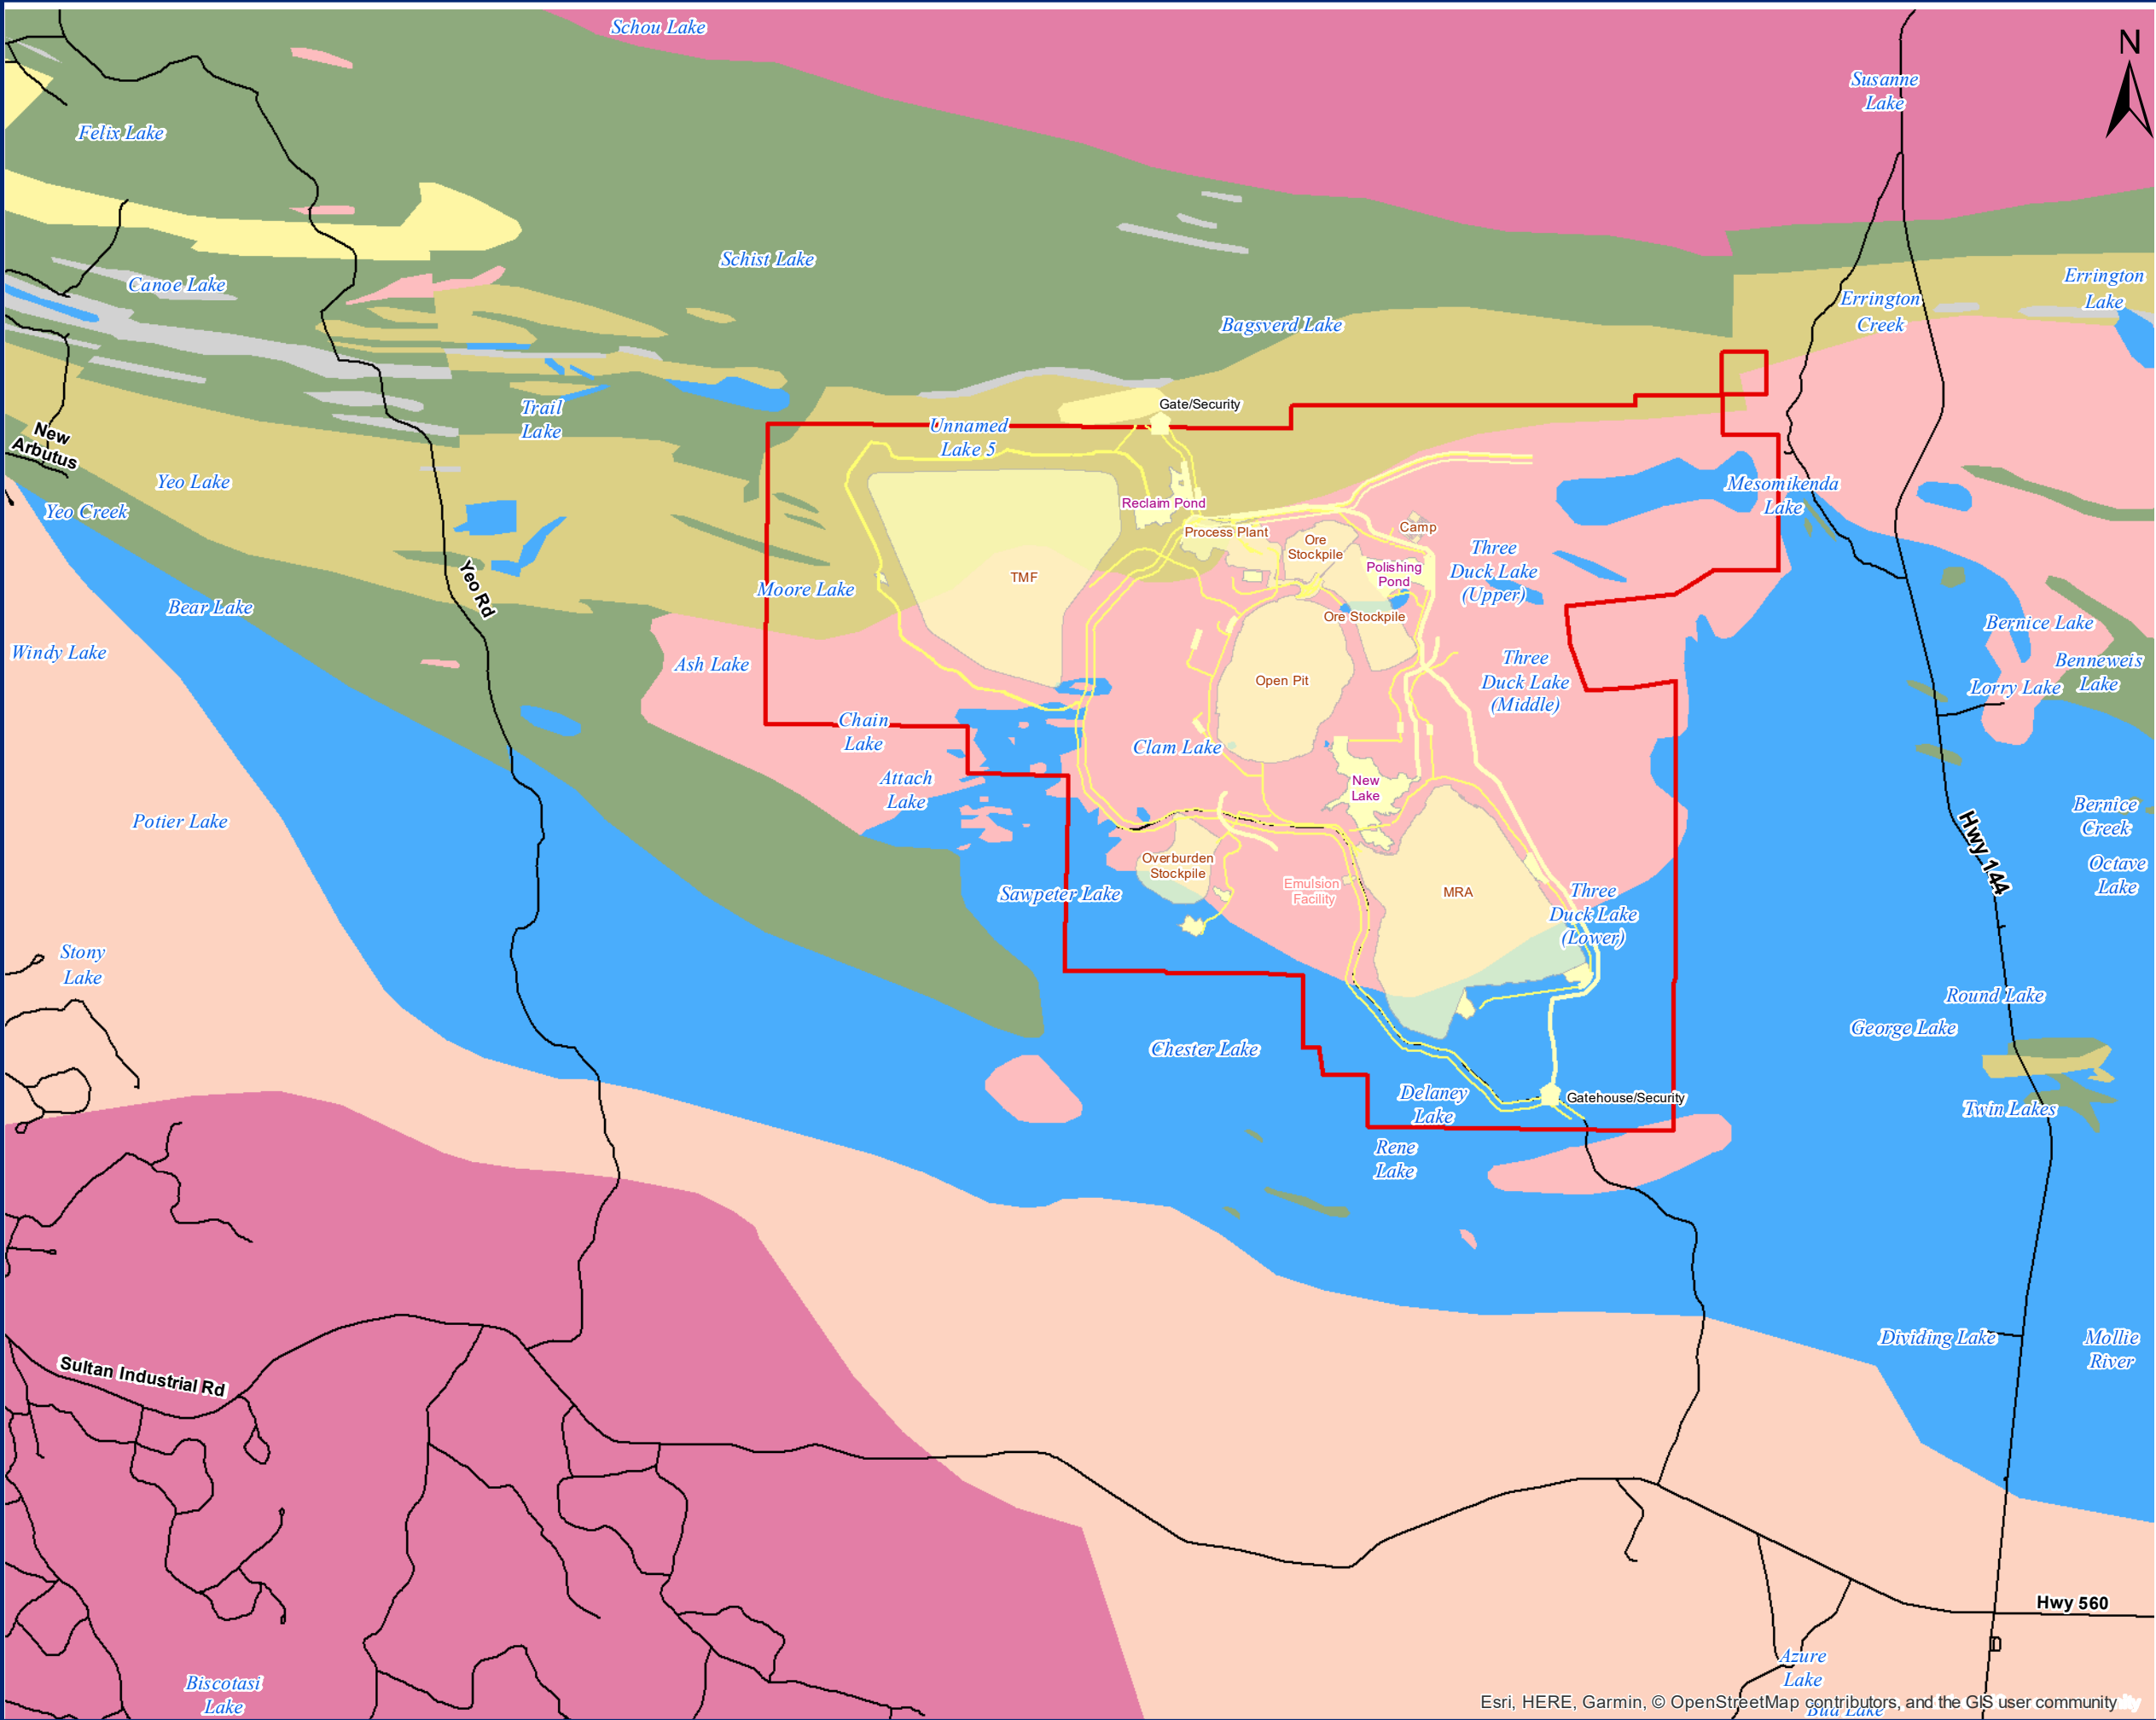 Schou Lake
N
Susanne
Lake
Felix Lake
Schist Lake
Canoe Lake
Errington
Lake
Errington
Creek
Bagsverd Lake
Trail
Lake
Gate/Security
Unnamed
Lake 5
New
Arbutus
Yeo Lake
Yeo Creek
Reclaim Pond
Mesomikenda
Lake
Process Plant
Camp
Ore
Stockpile
Three
Duck Lake
(Upper)
Polishing
Pond
TMF
Moore Lake
Yeo Rd
Bear Lake
Ore Stockpile
Bernice Lake
Windy Lake
Ash Lake
Three
Duck Lake
(Middle)
Open Pit
Benneweis
Lake
Lorry Lake
Chain
Lake
Clam Lake
Attach
Lake
New
Lake
Potier Lake
Bernice
Creek
Hwy 144
Octave
Lake
Overburden
Stockpile
Sawpeter Lake
Emulsion
Facility
MRA
Three
Duck Lake
(Lower)
Stony
Lake
Round Lake
George Lake
Chester Lake
Delaney
Lake
Gatehouse/Security
Twin Lakes
Rene
Lake
Dividing Lake
Mollie
River
Sultan Industrial Rd
Hwy 560
Azure
Lake
Biscotasi
Lake
Esri, HERE, Garmin, © OpenStreetMap contributors, and the GIS user community
Bud Lake